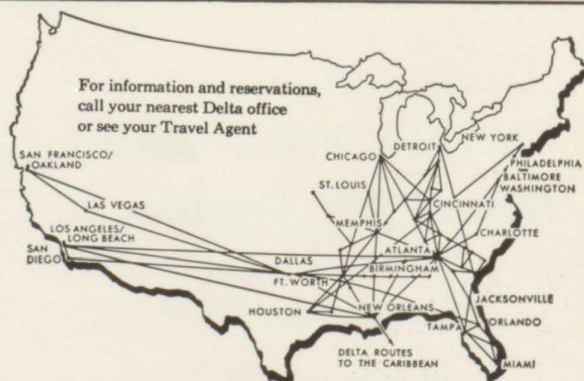 For information and reservations,
call your nearest Delta office
or see your Travel Agent
SAN FRANCISCO/
OAKLAND
LAS VEGAS
LOS ANGELES/
LONG BEACH
SAN
DIEGO
CHICAGO
DETROIT
NEW YORK
PHILADELPHIA
BALTIMORE
WASHINGTON
ST. LOUIS
CINCINNATI
MEMPHIS
CHARLOTTE
ATLANTA
DALLAS
BIRMINGHAM
FT. WORTH
HOUSTON
NEW ORLEANS
JACKSONVILLE
TAMPA
ORLANDO
DELTA ROUTES
TO THE CARIBBEAN
MIAMI